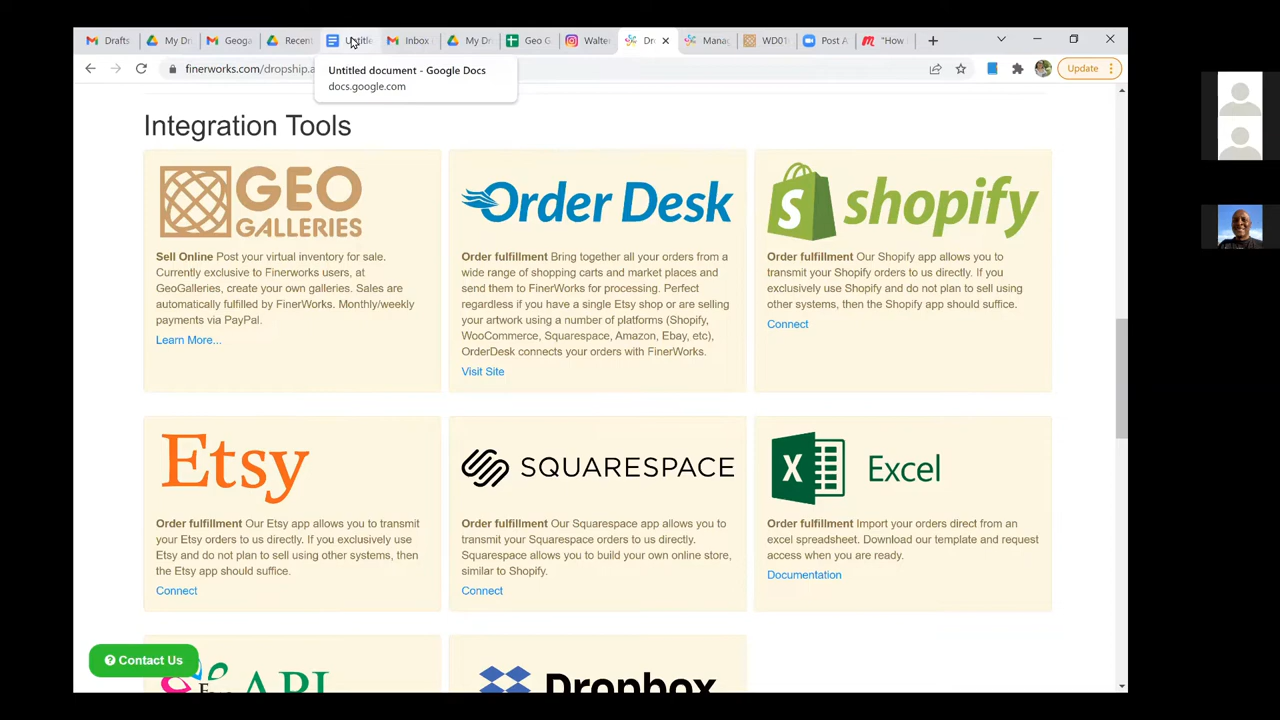 Drafts
My Dr
Geoga
Recent
Untitle
Inbox
My Dr
Geo G
Walter
Dro
Manag
WD01
Post A
"How
finerworks.com/dropship.a
Update
Untitled document - Google Docs
docs.google.com
Integration Tools
GEO
GALLERIES
Sell Online Post your virtual inventory for sale.
Currently exclusive to Finerworks users, at
GeoGalleries, create your own galleries. Sales are
automatically fulfilled by FinerWorks. Monthly/weekly
payments via PayPal.
Learn More...
Order Desk
Order fulfillment Bring together all your orders from a
wide range of shopping carts and market places and
send them to FinerWorks for processing. Perfect
regardless if you have a single Etsy shop or are selling
your artwork using a number of platforms (Shopify,
WooCommerce, Squarespace, Amazon, Ebay, etc),
OrderDesk connects your orders with FinerWorks.
Visit Site
shopify
Order fulfillment Our Shopify app allows you to
transmit your Shopify orders to us directly. If you
exclusively use Shopify and do not plan to sell using
other systems, then the Shopify app should suffice.
Connect
Etsy
Order fulfillment Our Etsy app allows you to transmit
your Etsy orders to us directly. If you exclusively use
Etsy and do not plan to sell using other systems, then
the Etsy app should suffice.
Connect
SQUARESPACE
Order fulfillment Our Squarespace app allows you to
transmit your Squarespace orders to us directly.
Squarespace allows you to build your own online store,
similar to Shopify.
Connect
Excel
Order fulfillment Import your orders direct from an
excel spreadsheet. Download our template and request
access when you are ready.
Documentation
API
Dropbox
Contact Us